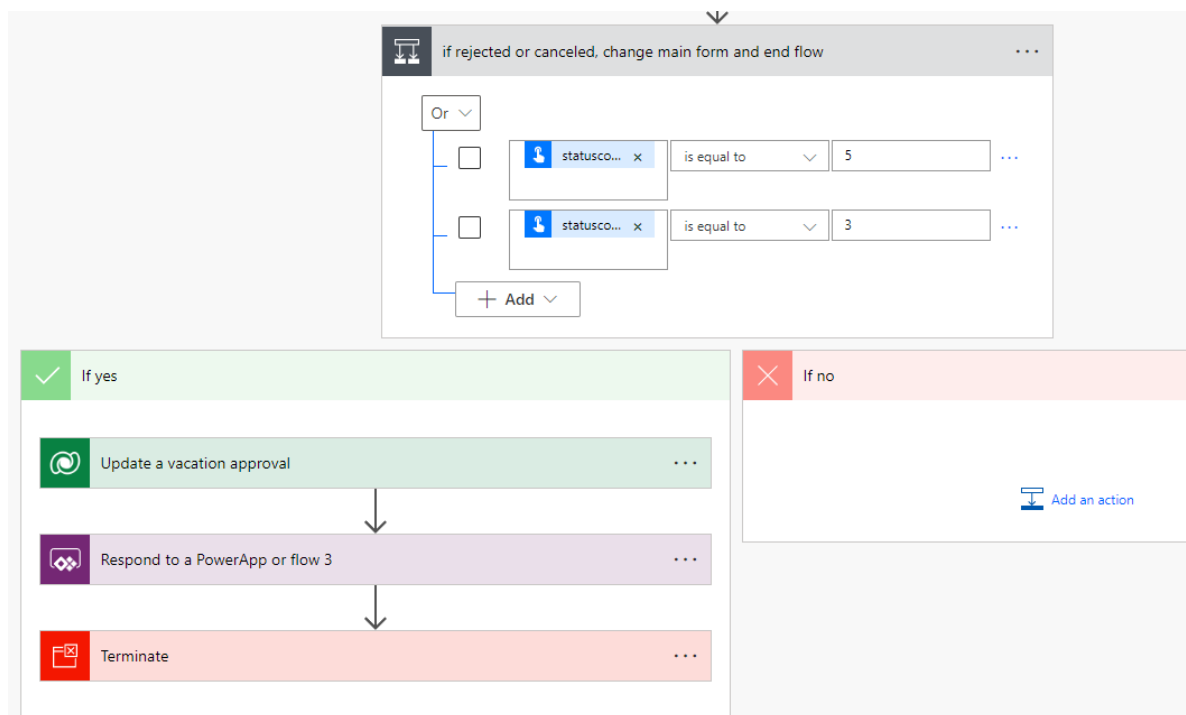 if rejected or canceled, change main form and end flow
Or
statusco... × is equal to 5
statusco... × is equal to 3
Add
If yes
If no
Update a vacation approval
Add an action
Respond to a PowerApp or flow 3
Terminate